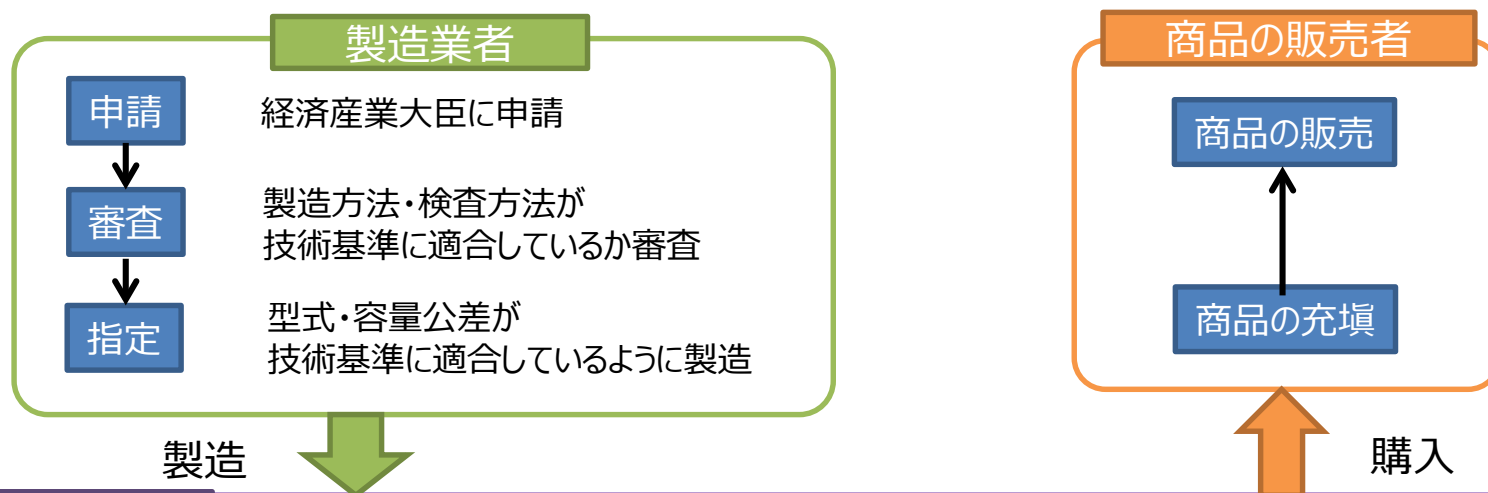 製造業者
申請
経済産業大臣に申請
審査
製造方法・検査方法が
技術基準に適合しているか審査
指定
型式・容量公差が
技術基準に適合しているように製造
製造
商品の販売者
商品の販売
商品の充塡
購入